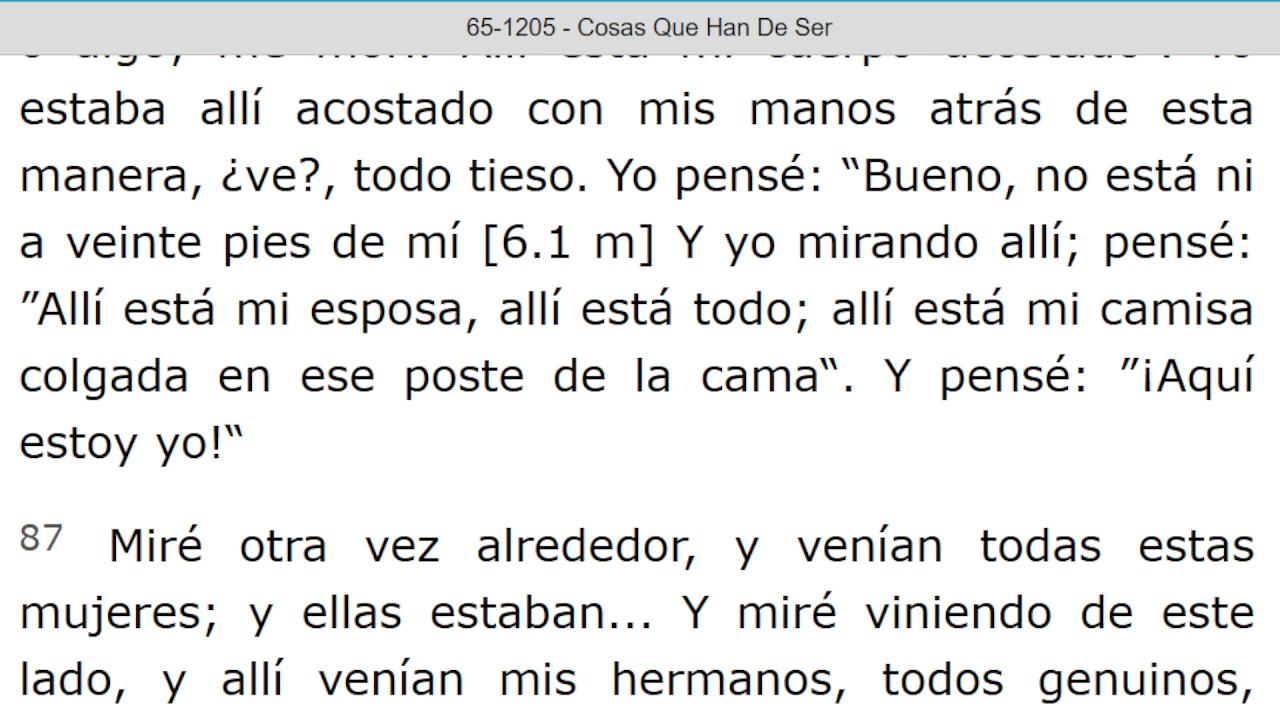 65-1205 - Cosas Que Han De Ser
estaba allí acostado con mis manos atrás de esta
manera, ¿ve?, todo tieso. Yo pensé: “Bueno, no está ni
a veinte pies de mí [6.1 m] Y yo mirando allí; pensé:
”Allí está mi esposa, allí está todo; allí está mi camisa
colgada en ese poste de la cama“. Y pensé: ”¡Aquí
estoy yo!“
87 Miré otra vez alrededor, y venían todas estas
mujeres; y ellas estaban... Y miré viniendo de este
lado, y allí venían mis hermanos, todos genuinos,